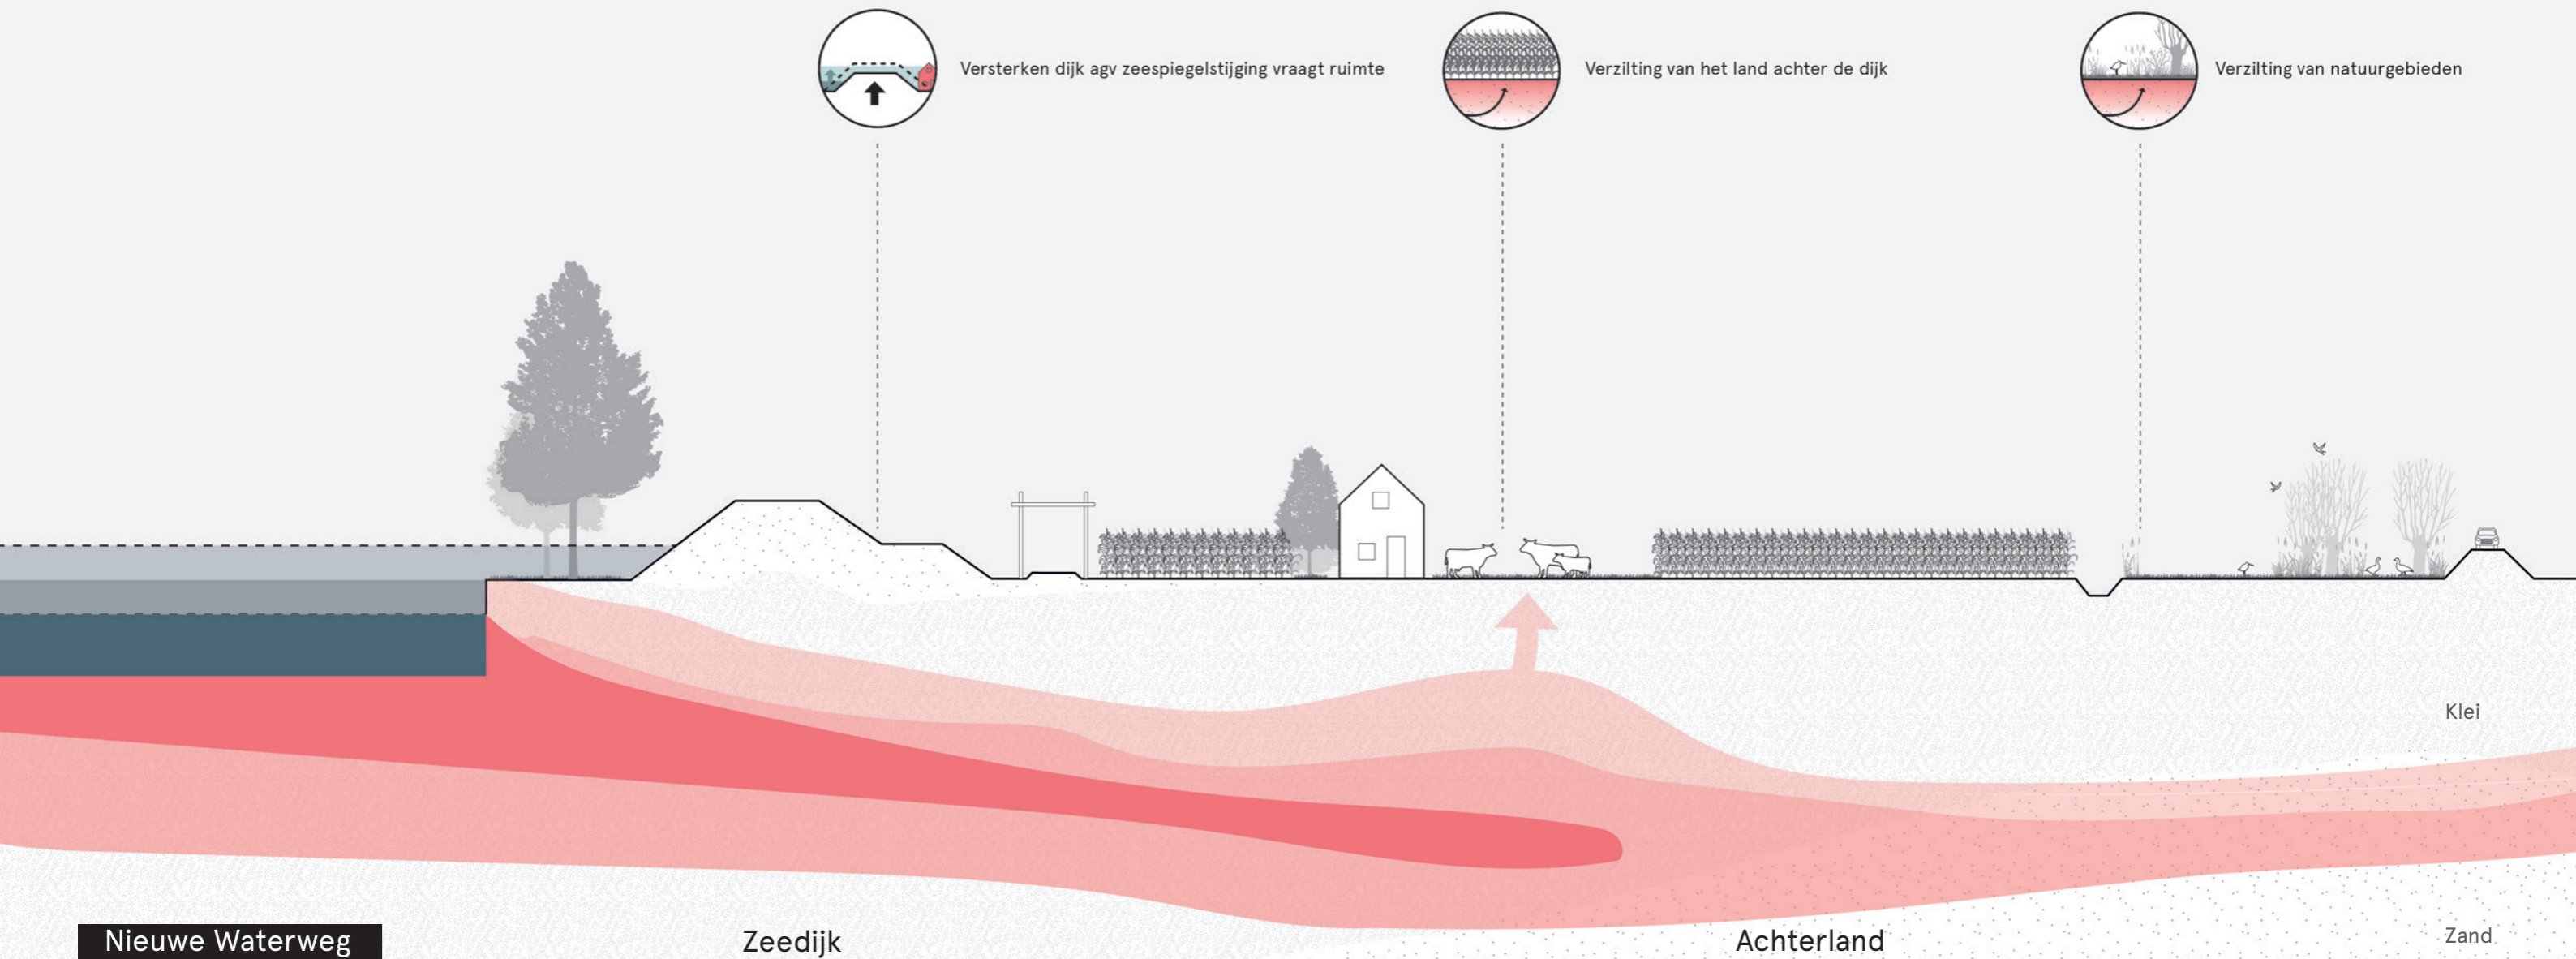 Versterken dijk agv zeespiegelstijging vraagt ruimte
Verzilting van het land achter de dijk
Verzilting van natuurgebieden
Klei
Nieuwe Waterweg
Zeedijk
Achterland
Zand